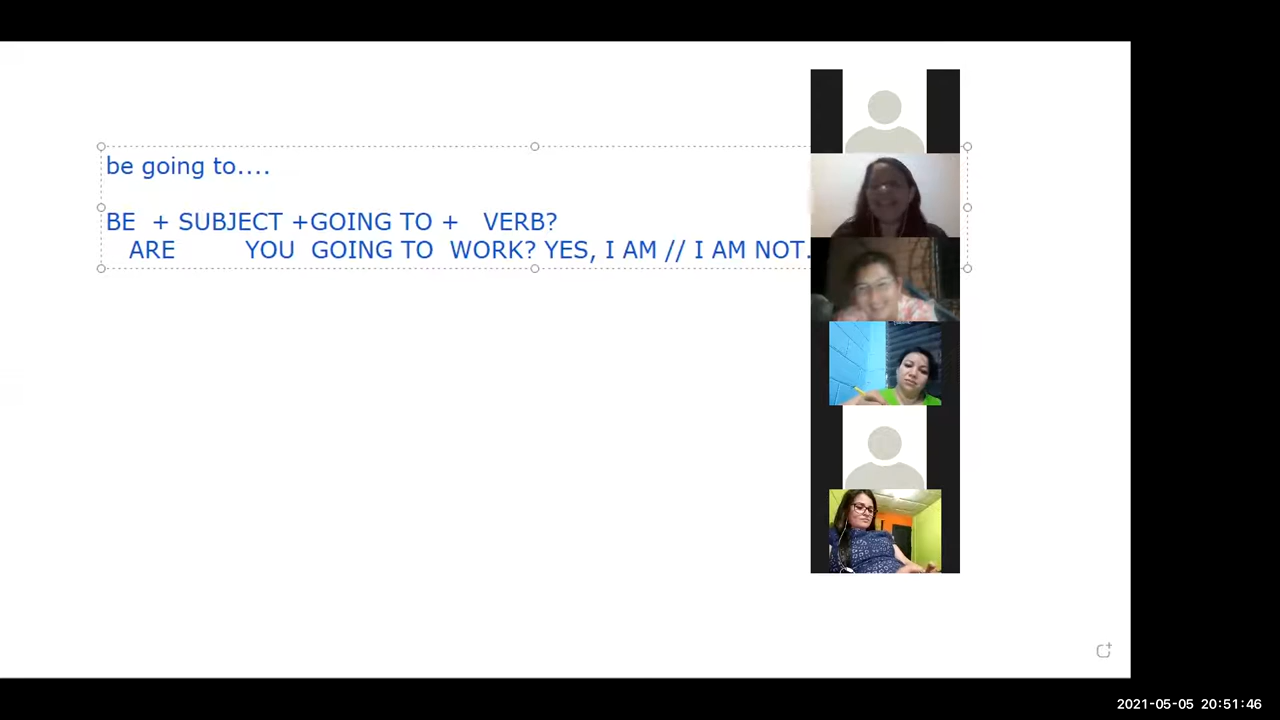 be going to....
BE + SUBJECT +GOING TO + VERB?
ARE YOU GOING TO WORK? YES, I AM // I AM NOT.
2021-05-05 20:51:46